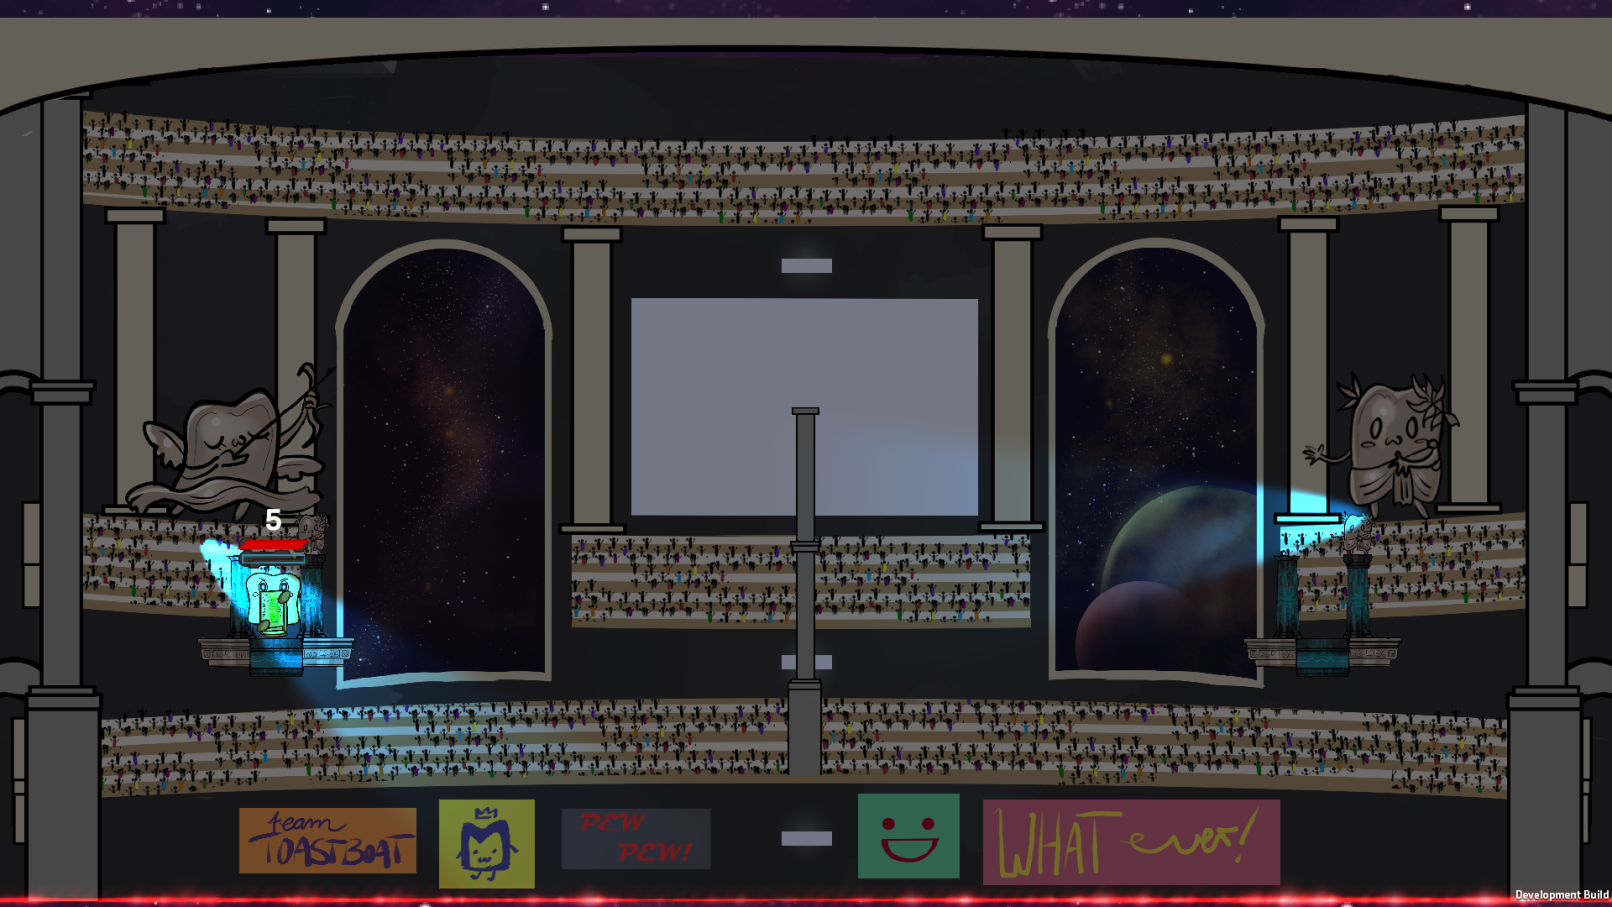 5
team
TOASTBOAT
PEW
PEW!
WHAT ever!
Development Build